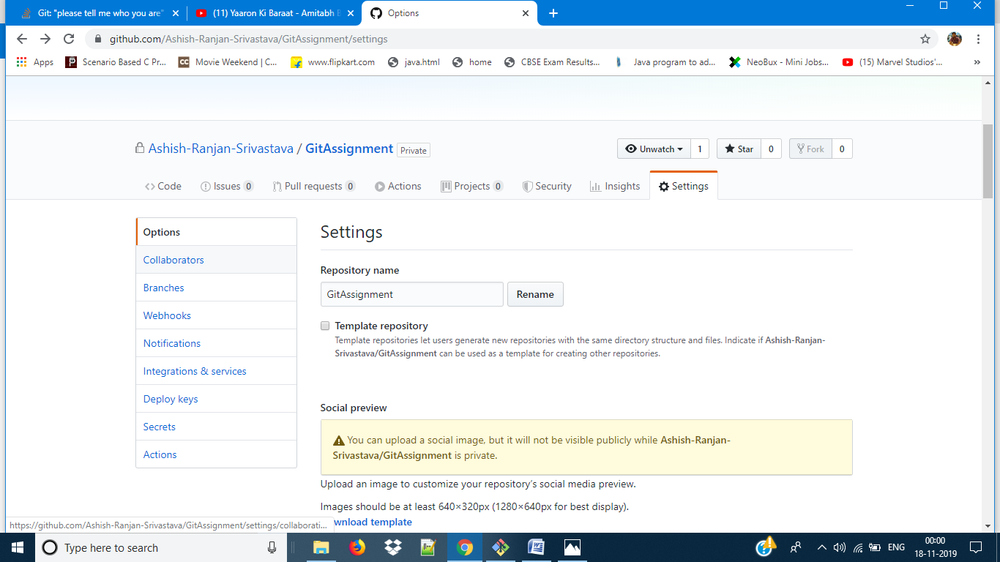 Git: "please tell me who you are"
(11) Yaaron Ki Baraat - Amitabh B
Options
github.com/Ashish-Ranjan-Srivastava/GitAssignment/settings
Apps
Scenario Based C Pr...
CC Movie Weekend | C...
www.flipkart.com
java.html
home
CBSE Exam Results...
Java program to ad...
NeoBux - Mini Jobs...
(15) Marvel Studios'...
»
Ashish-Ranjan-Srivastava / GitAssignment Private
Unwatch 1
Star 0
Fork 0
Code
Issues 0
Pull requests 0
Actions
Projects 0
Security
Insights
Settings
Options
Collaborators
Branches
Webhooks
Notifications
Integrations & services
Deploy keys
Secrets
Actions
Settings
Repository name
GitAssignment
Rename
Template repository
Template repositories let users generate new repositories with the same directory structure and files. Indicate if Ashish-Ranjan-
Srivastava/GitAssignment can be used as a template for creating other repositories.
Social preview
You can upload a social image, but it will not be visible publicly while Ashish-Ranjan-
Srivastava/GitAssignment is private.
Upload an image to customize your repository's social media preview.
Images should be at least 640×320px (1280×640px for best display).
wnload template
https://github.com/Ashish-Ranjan-Srivastava/GitAssignment/settings/collaborati...
Type here to search
ENG
00:00
18-11-2019